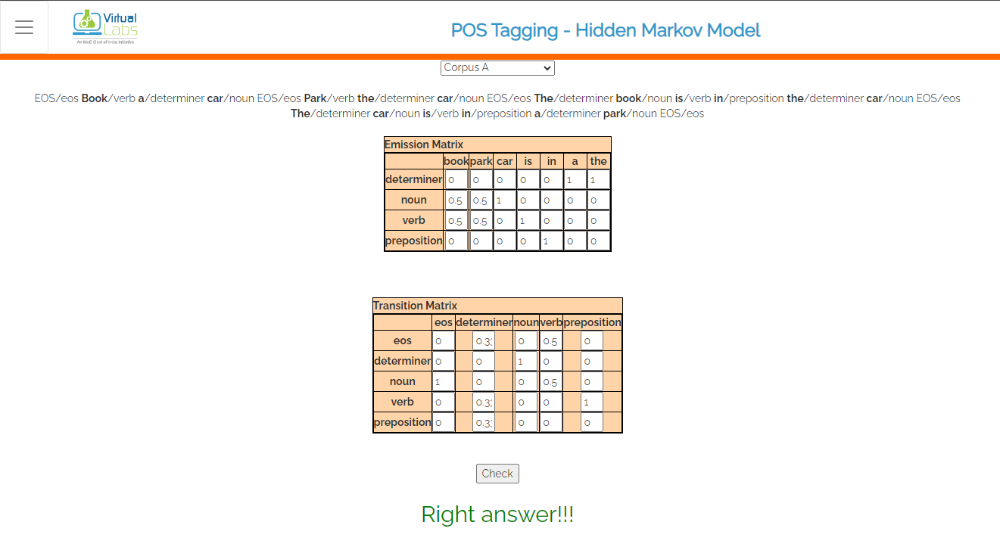 Virtual
Labs
An MoE Govt of India Initiative
POS Tagging - Hidden Markov Model
Corpus A
EOS/eos Book/verb a/determiner car/noun EOS/eos Park/verb the/determiner car/noun EOS/eos The/determiner book/noun is/verb in/preposition the/determiner car/noun EOS/eos
The/determiner car/noun is/verb in/preposition a/determiner park/noun EOS/eos
Emission Matrix
book park car is in a the
determiner 0 0 0 0 0 1 1
noun 0.5 0.5 1 0 0 0 0
verb 0.5 0.5 0 1 0 0 0
preposition 0 0 0 0 1 0 0
Transition Matrix
eos determiner noun verb preposition
eos 0 0.3 0 0.5 0
determiner 0 0 1 0 0
noun 1 0 0 0.5 0
verb 0 0.3 0 0 1
preposition 0 0.3 0 0 0
Check
Right answer!!!